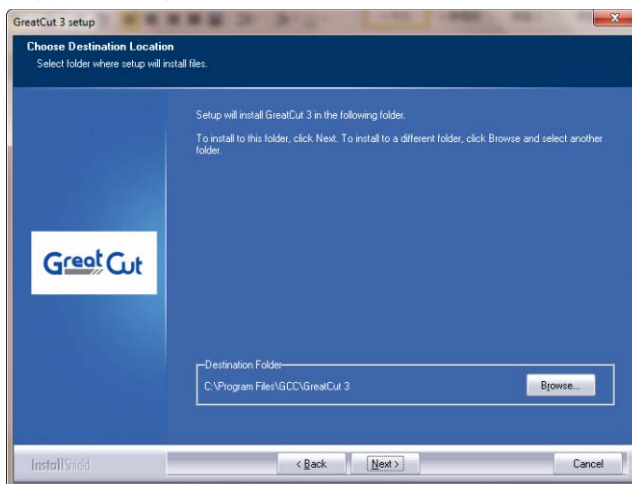 GreatCut 3 setup
Choose Destination Location
Select folder where setup will install files.
Setup will install GreatCut 3 in the following folder.
To install to this folder, click Next. To install to a different folder, click Browse and select another
folder.
Great Cut
Destination Folder
C:\Program Files\GCC\GreatCut 3
Browse...
InstallShield
< Back
Next >
Cancel